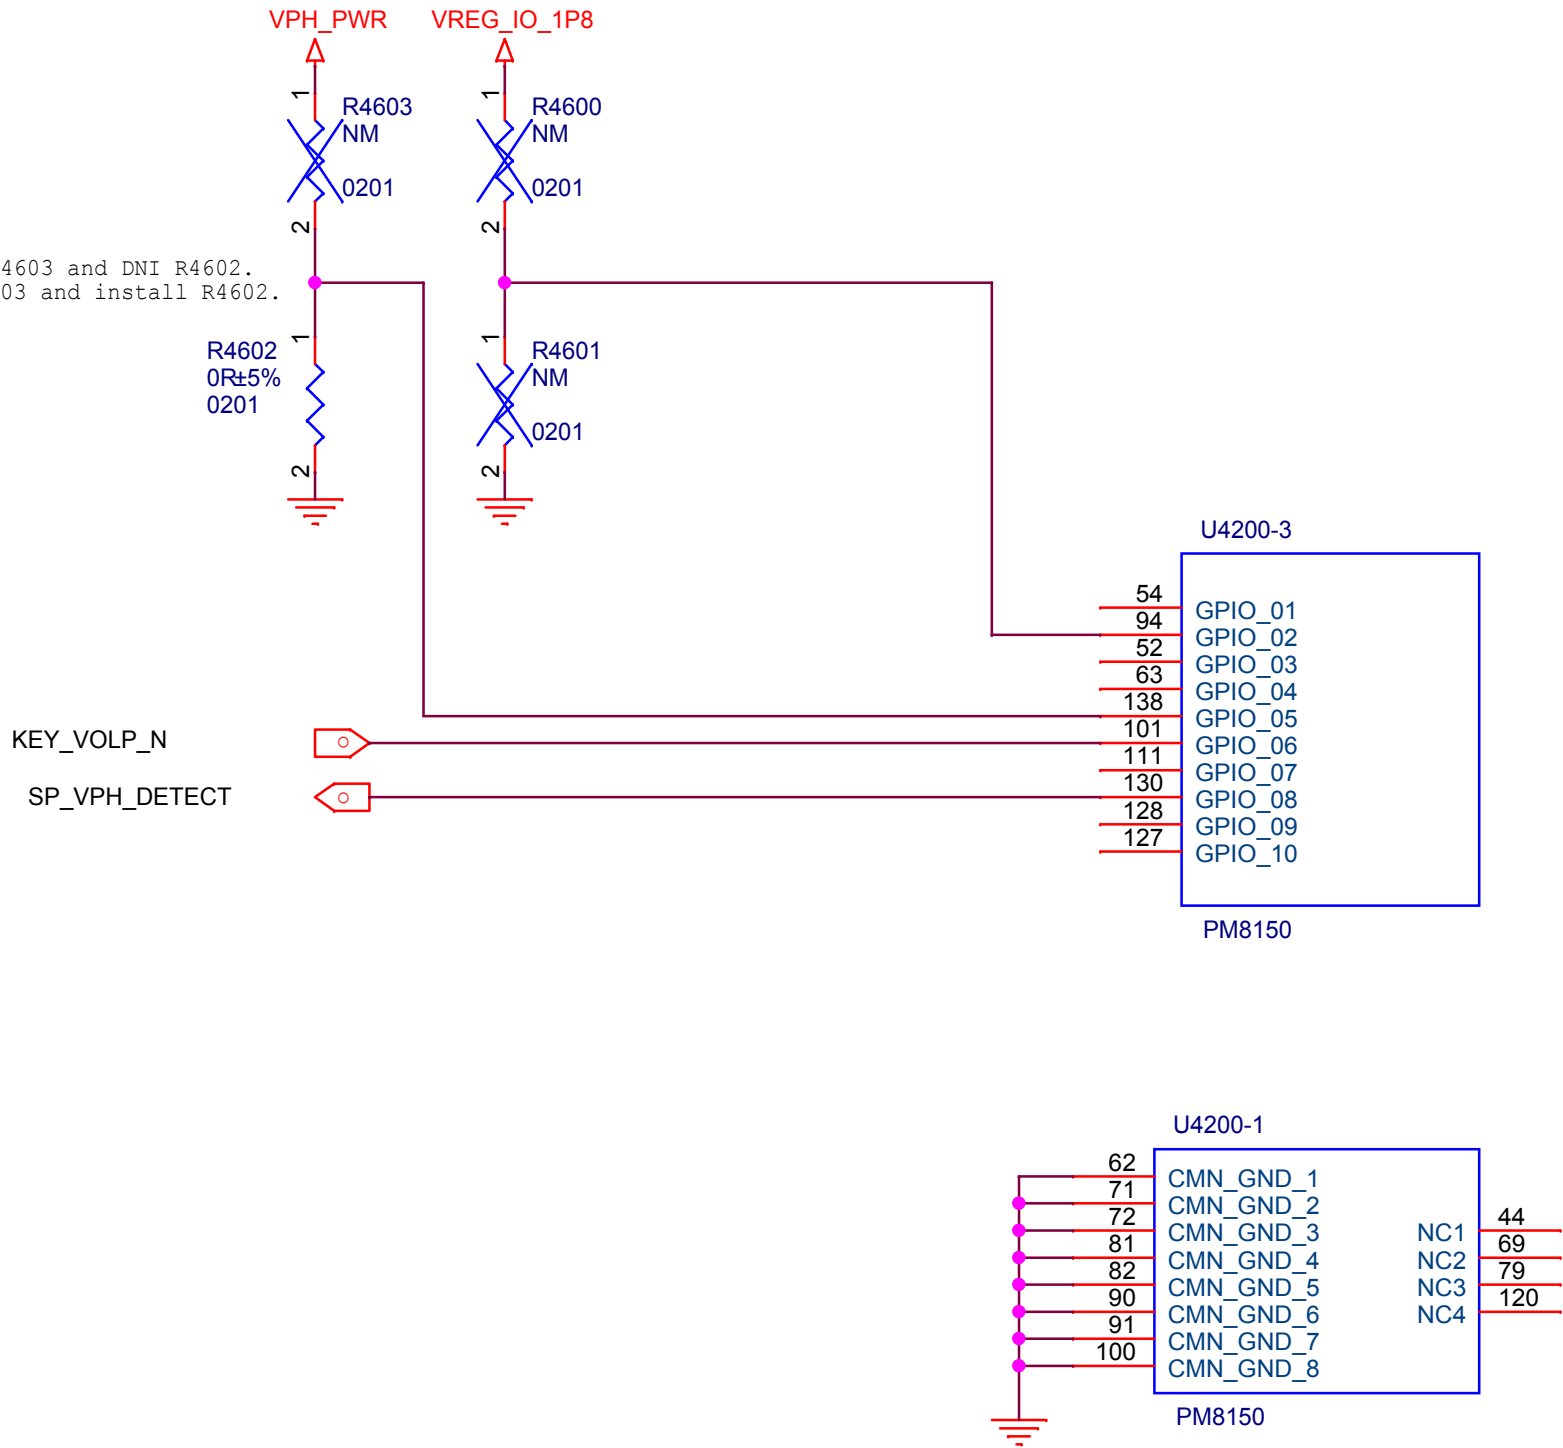 VPH_PWR
VREG_IO_1P8
1
R4603
NM
0201
2
1
R4600
NM
0201
2
4603 and DNI R4602.
03 and install R4602.
1
R4602
0R±5%
0201
2
1
R4601
NM
0201
2
U4200-3
54
GPIO_01
94
GPIO_02
52
GPIO_03
63
GPIO_04
138
GPIO_05
101
GPIO_06
111
GPIO_07
130
GPIO_08
128
GPIO_09
127
GPIO_10
PM8150
KEY_VOLP_N
SP_VPH_DETECT
U4200-1
62
CMN_GND_1
71
CMN_GND_2
72
CMN_GND_3
81
CMN_GND_4
82
CMN_GND_5
90
CMN_GND_6
91
CMN_GND_7
100
CMN_GND_8
NC1
44
NC2
69
NC3
79
NC4
120
PM8150